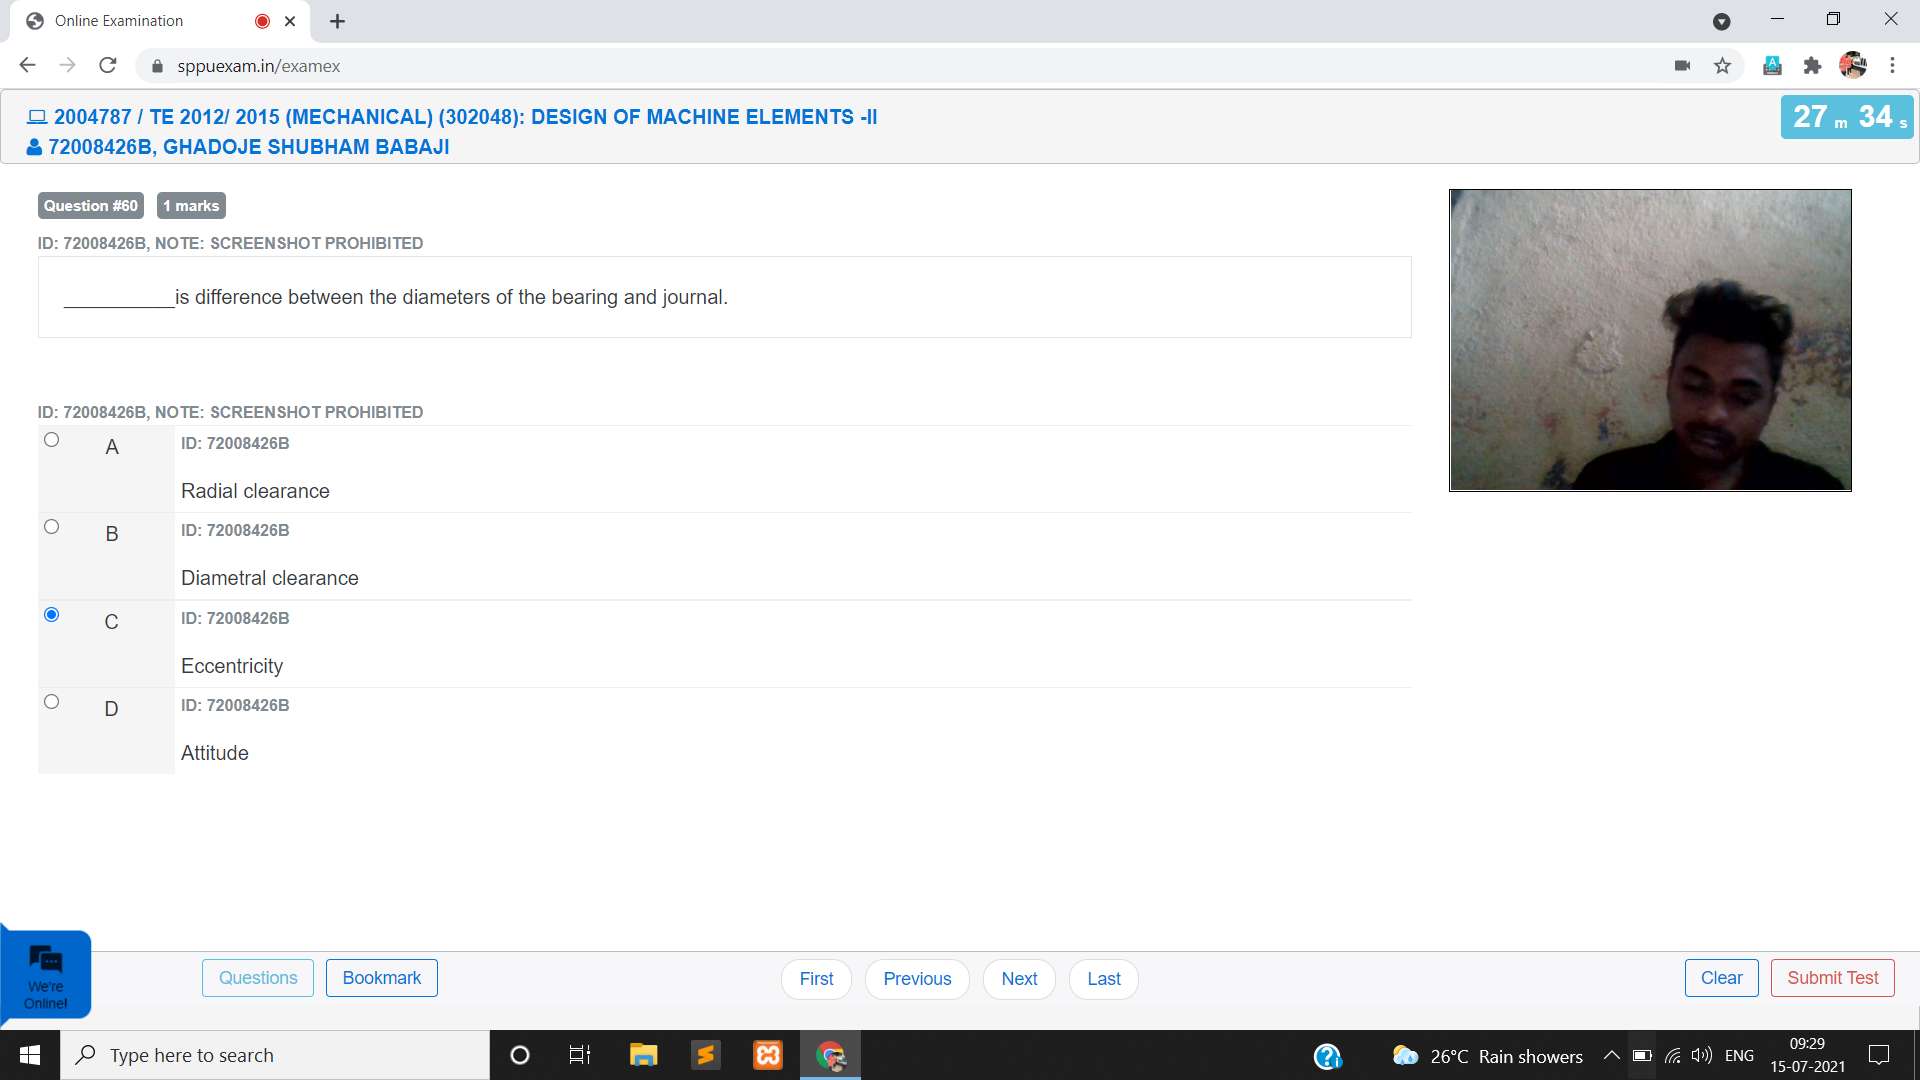 Online Examination
sppuexam.in/examex
2004787 / TE 2012/ 2015 (MECHANICAL) (302048): DESIGN OF MACHINE ELEMENTS -II
27 m 34 s
72008426B, GHADOJE SHUBHAM BABAJI
Question #60 1 marks
ID: 72008426B, NOTE: SCREENSHOT PROHIBITED
__________is difference between the diameters of the bearing and journal.
ID: 72008426B, NOTE: SCREENSHOT PROHIBITED
A
ID: 72008426B
Radial clearance
B
ID: 72008426B
Diametral clearance
C
ID: 72008426B
Eccentricity
D
ID: 72008426B
Attitude
We're
Online!
Questions Bookmark First Previous Next Last Clear Submit Test
Type here to search
26°C Rain showers
ENG
09:29
15-07-2021